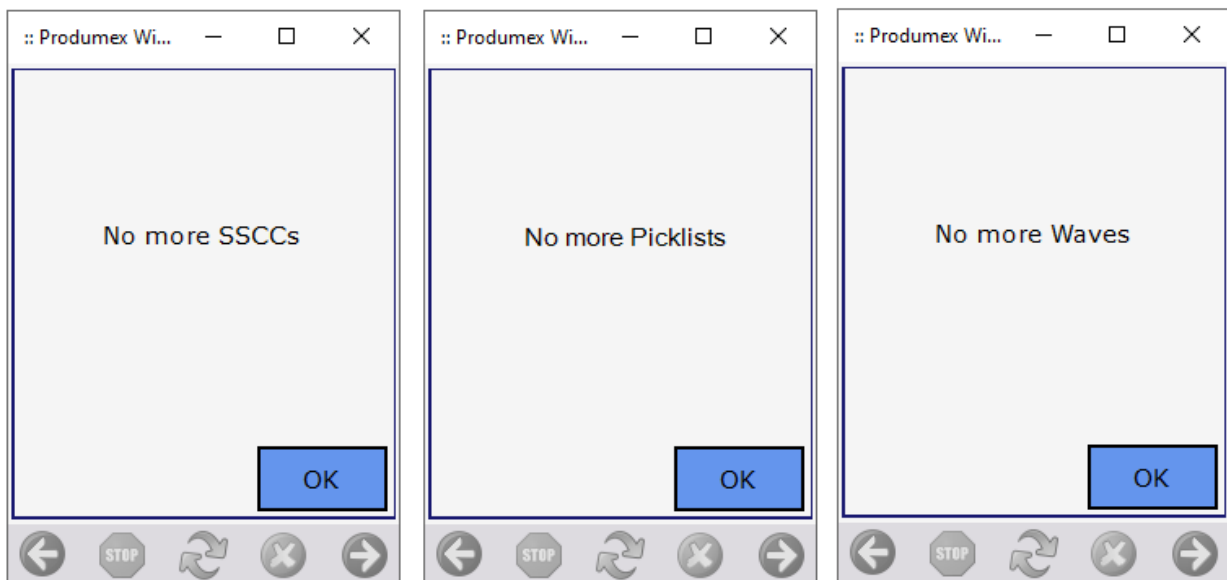 :: Produmex Wi...
No more SSCCs
OK
STOP
:: Produmex Wi...
No more Picklists
OK
STOP
:: Produmex Wi...
No more Waves
OK
STOP